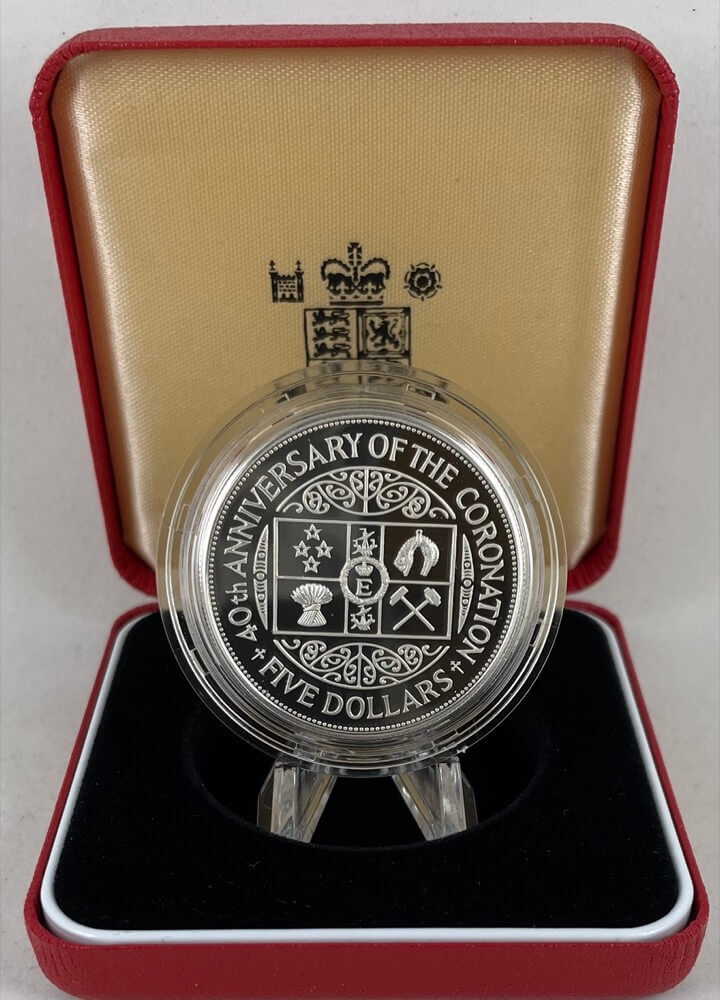 40th ANNIVERSARY OF THE CORONATION
FIVE DOLLARS
E